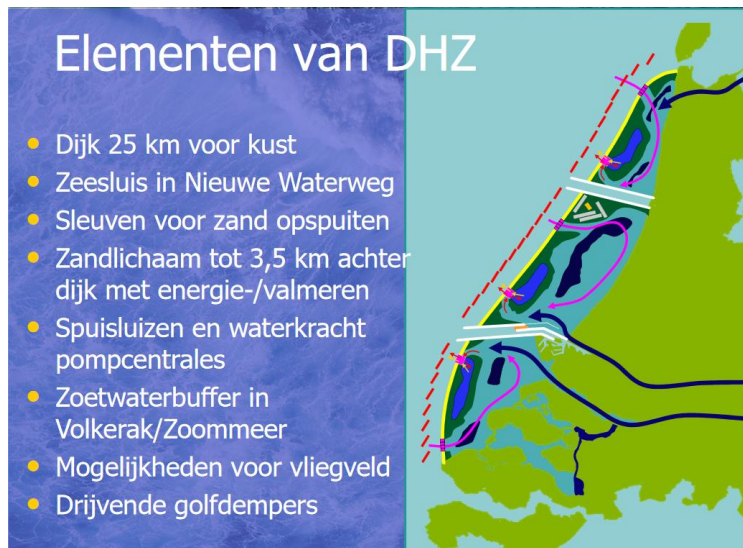 Elementen van DHZ
Dijk 25 km voor kust
Zeesluis in Nieuwe Waterweg
Sleuven voor zand opspuiten
Zandlichaam tot 3,5 km achter
dijk met energie-/valmeren
Spuisluizen en waterkracht
pompcentrales
Zoetwaterbuffer in
Volkerak/Zoommeer
Mogelijkheden voor vliegveld
Drijvende golfdempers